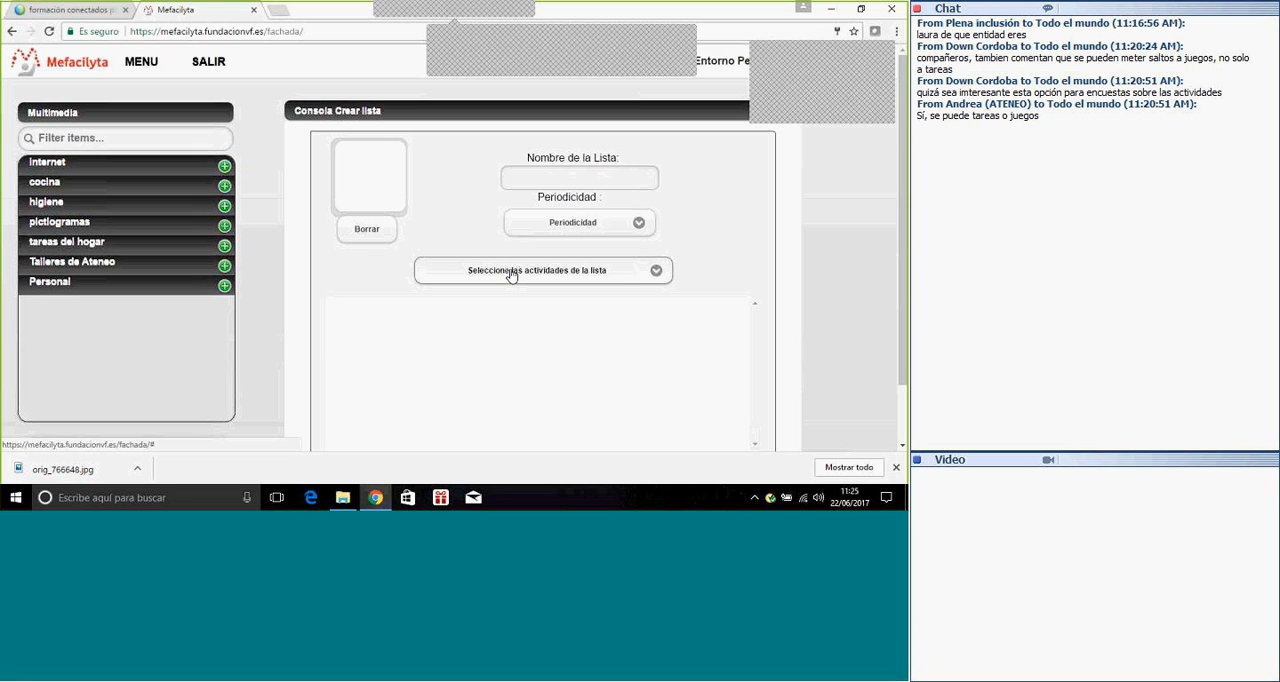 formación conectados p
Mefacilyta
Es seguro
https://mefacilyta.fundacionvf.es/fachada/
Mefacilyta
MENU
SALIR
Entorno Pe
Multimedia
Filter items...
internet
cocina
higiene
pictiogramas
tareas del hogar
Talleres de Ateneo
Personal
Consola Crear lista
Nombre de la Lista:
Periodicidad :
Periodicidad
Borrar
Seleccione las actividades de la lista
https://mefacilyta.fundacionvf.es/fachada/#
orig_766648.jpg
Mostrar todo
Escribe aquí para buscar
11:25
22/06/2017
Chat
From Plena inclusión to Todo el mundo (11:16:56 AM):
laura de que entidad eres
From Down Cordoba to Todo el mundo (11:20:24 AM):
compañeros, tambien comentan que se pueden meter saltos a juegos, no solo
a tareas
From Down Cordoba to Todo el mundo (11:20:51 AM):
quizá sea interesante esta opción para encuestas sobre las actividades
From Andrea (ATENEO) to Todo el mundo (11:20:51 AM):
Sí, se puede tareas o juegos
Video